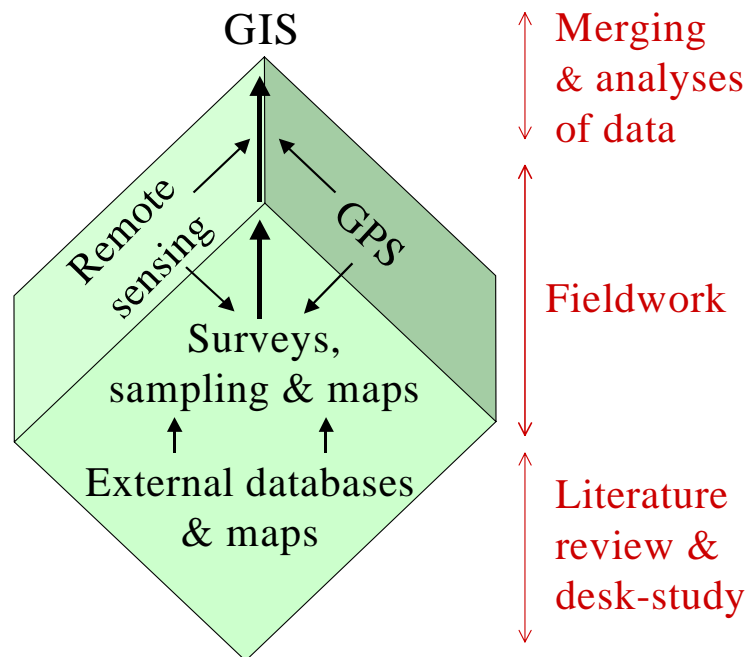 GIS
Remote
sensing
GPS
Surveys,
sampling & maps
External databases
& maps
Merging
& analyses
of data
Fieldwork
Literature
review &
desk-study